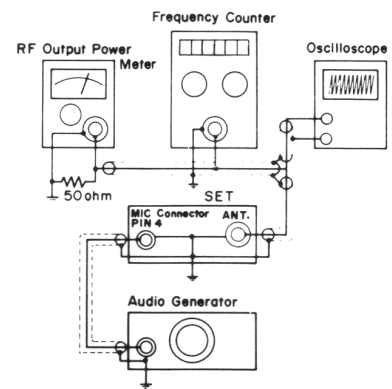 Frequency Counter
RF Output Power
Meter
Oscilloscope
50ohm
SET
MIC Connector
PIN 4
ANT.
Audio Generator